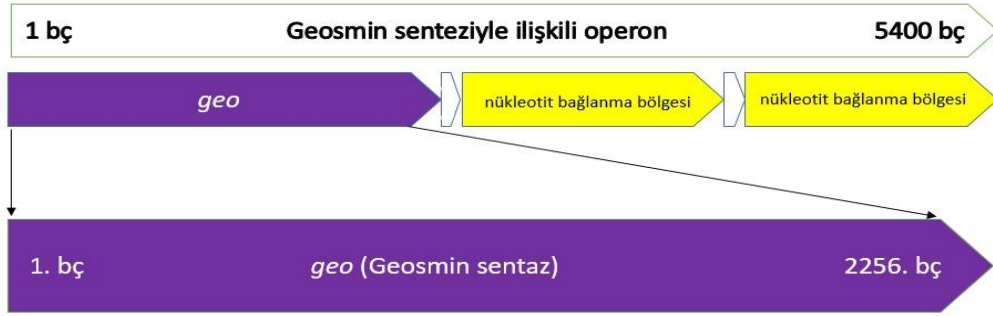 1 bç Geosmin senteziyle ilişkili operon 5400 bç
geo nükleotit bağlanma bölgesi nükleotit bağlanma bölgesi
1. bç geo (Geosmin sentaz) 2256. bç